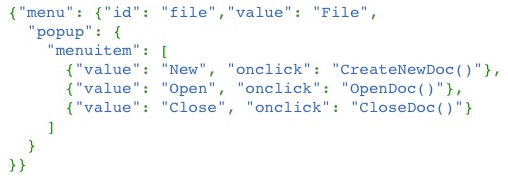 {"menu": {"id": "file","value": "File",
  "popup": {
    "menuitem": [
      {"value": "New", "onclick": "CreateNewDoc()"},
      {"value": "Open", "onclick": "OpenDoc()"},
      {"value": "Close", "onclick": "CloseDoc()"}
    ]
  }
}}